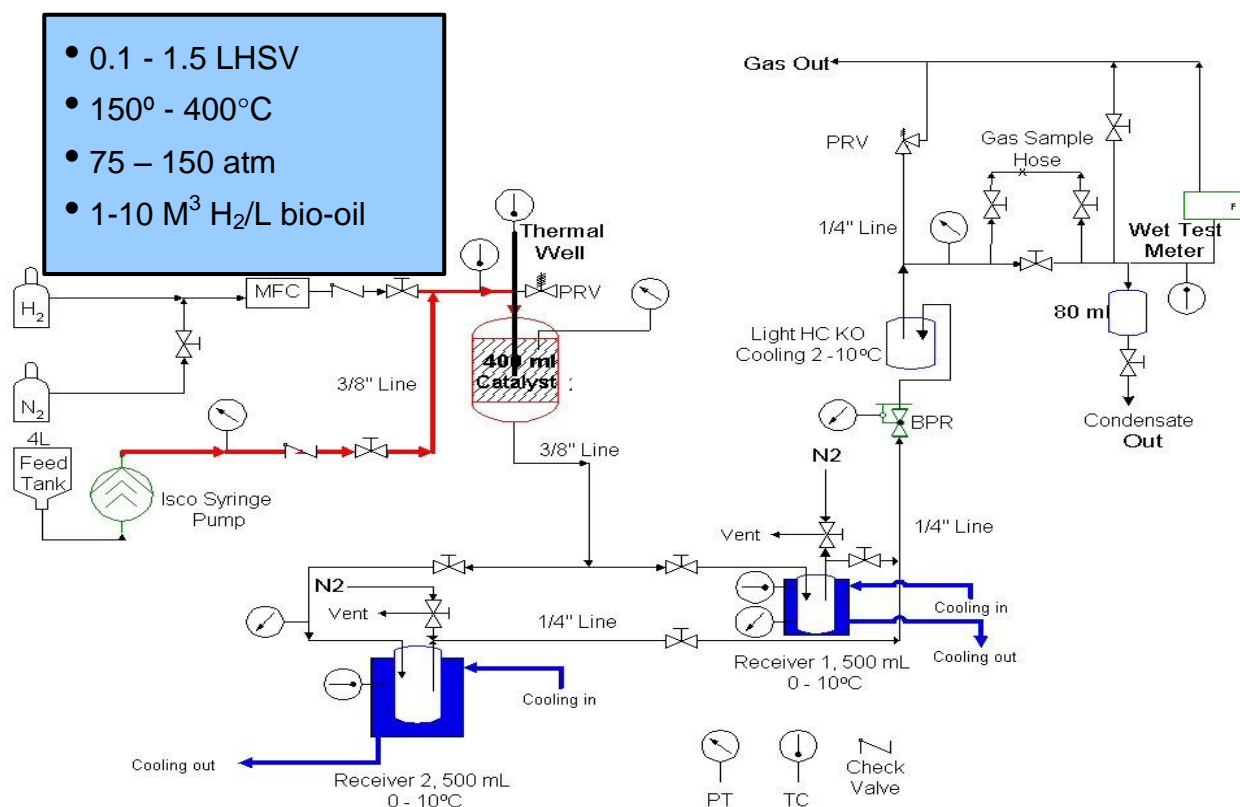 • 0.1 - 1.5 LHSV
• 150º - 400°C
• 75 – 150 atm
• 1-10 M³ H₂/L bio-oil
Gas Out
PRV
Gas Sample
Hose
1/4" Line
Wet Test
Meter
F
Thermal
Well
H₂
MFC
PRV
80 ml
Light HC KO
Cooling 2 -10ºC
400 ml
Catalyst
N₂
3/8" Line
BPR
Condensate
Out
4L
Feed
Tank
Isco Syringe
Pump
3/8" Line
N2
1/4" Line
Vent
N2
Vent
1/4" Line
Cooling in
Cooling out
Receiver 1, 500 mL
0 - 10ºC
Cooling in
Cooling out
Receiver 2, 500 mL
0 - 10ºC
PT
TC
Check
Valve